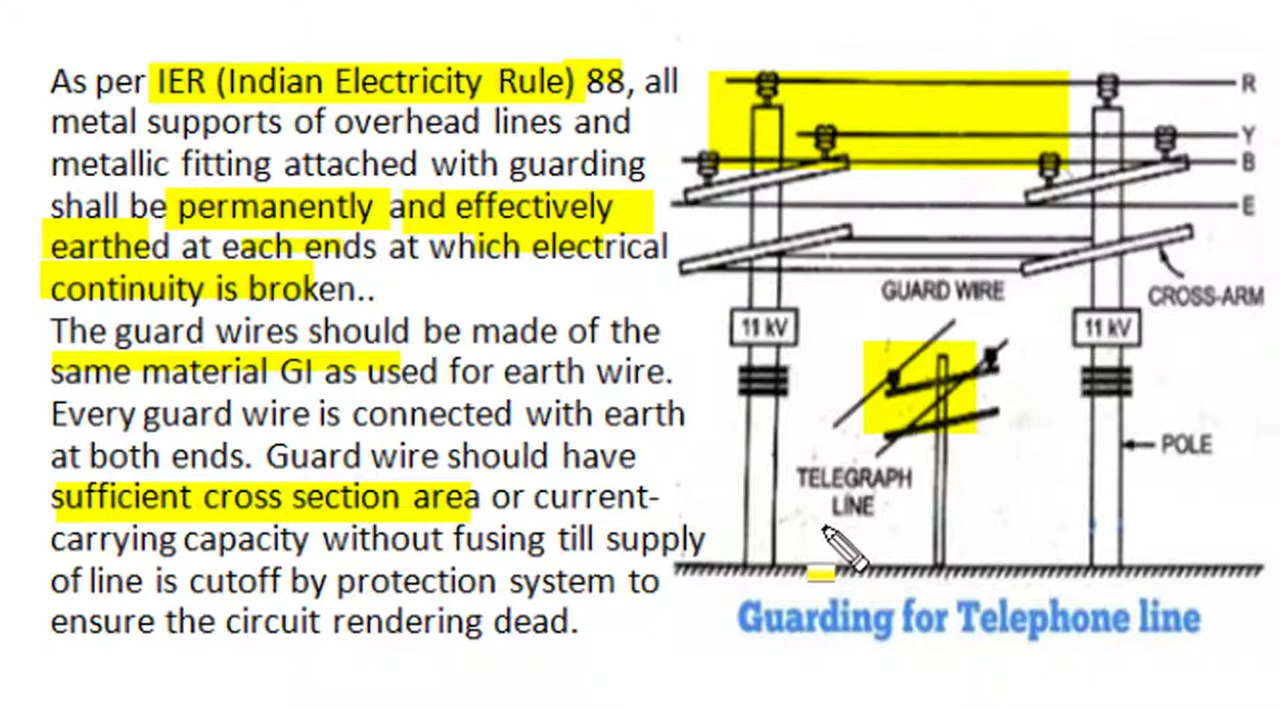 As per IER (Indian Electricity Rule) 88, all
metal supports of overhead lines and
metallic fitting attached with guarding
shall be permanently and effectively
earthed at each ends at which electrical
continuity is broken..
The guard wires should be made of the
same material GI as used for earth wire.
Every guard wire is connected with earth
at both ends. Guard wire should have
sufficient cross section area or current-
carrying capacity without fusing till supply
of line is cutoff by protection system to
ensure the circuit rendering dead.
R
Y
B
E
GUARD WIRE
CROSS-ARM
11 kV
11 kV
POLE
TELEGRAPH
LINE
Guarding for Telephone line